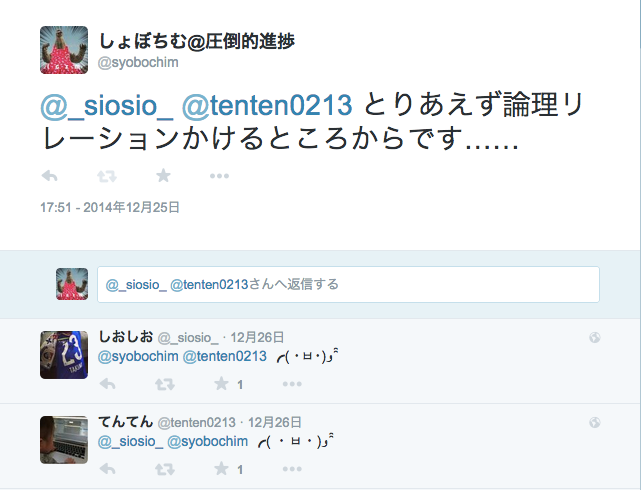 しょぼちむ@圧倒的進捗
@syobochim
@_siosio_ @tenten0213 とりあえず論理リ
レーションかけるところからです……
17:51 - 2014年12月25日
@_siosio_ @tenten0213さんへ返信する
しおしお @_siosio_ · 12月26日
@syobochim @tenten0213 ╭( ･ㅂ･)و ̑̑
23
てんてん @tenten0213 · 12月26日
@_siosio_ @syobochim ╭( ・ㅂ・)و ̑̑
1
1